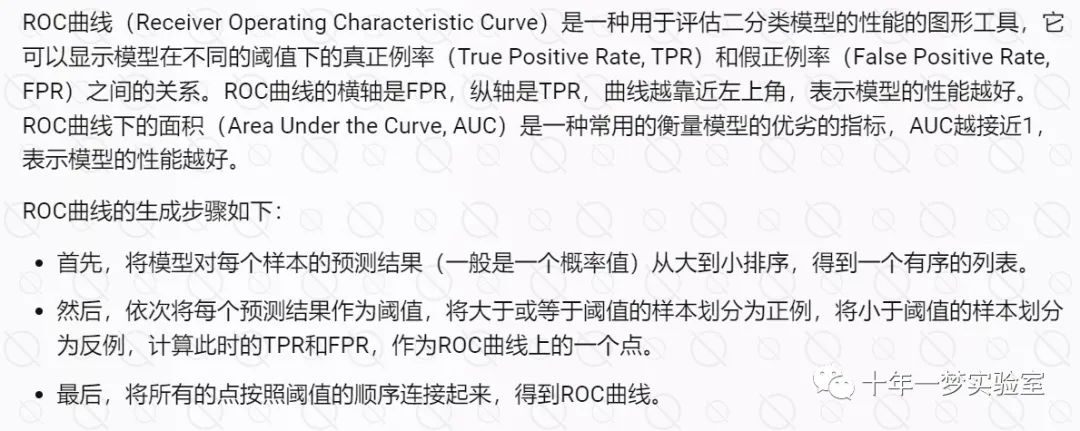 ROC曲线（Receiver Operating Characteristic Curve）是一种用于评估二分类模型的性能的图形工具，它
可以显示模型在不同的阈值下的真正例率（True Positive Rate, TPR）和假正例率（False Positive Rate,
FPR）之间的关系。ROC曲线的横轴是FPR，纵轴是TPR，曲线越靠近左上角，表示模型的性能越好。
ROC曲线下的面积（Area Under the Curve, AUC）是一种常用的衡量模型的优劣的指标，AUC越接近1，
表示模型的性能越好。
ROC曲线的生成步骤如下：
• 首先，将模型对每个样本的预测结果（一般是一个概率值）从大到小排序，得到一个有序的列表。
• 然后，依次将每个预测结果作为阈值，将大于或等于阈值的样本划分为正例，将小于阈值的样本划分
为反例，计算此时的TPR和FPR，作为ROC曲线上的一个点。
• 最后，将所有的点按照阈值的顺序连接起来，得到ROC曲线。
十年一梦实验室